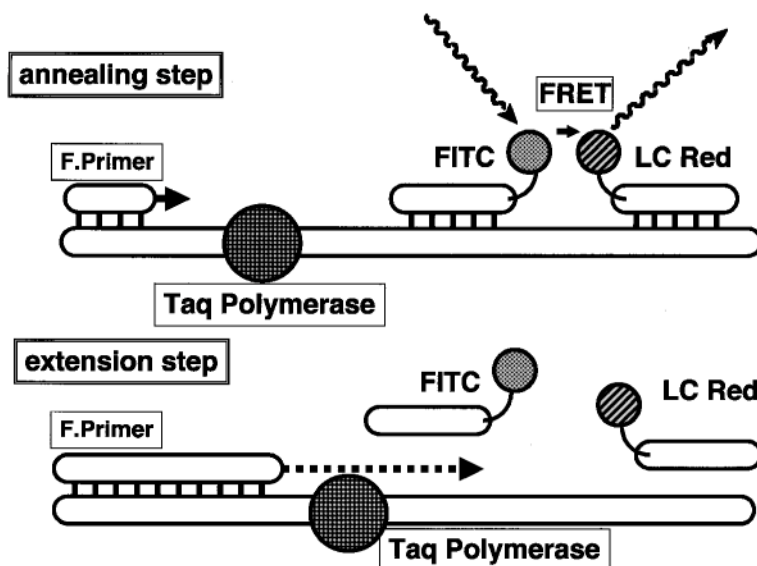 annealing step
FRET
F.Primer
FITC
LC Red
Taq Polymerase
extension step
FITC
LC Red
F.Primer
Taq Polymerase